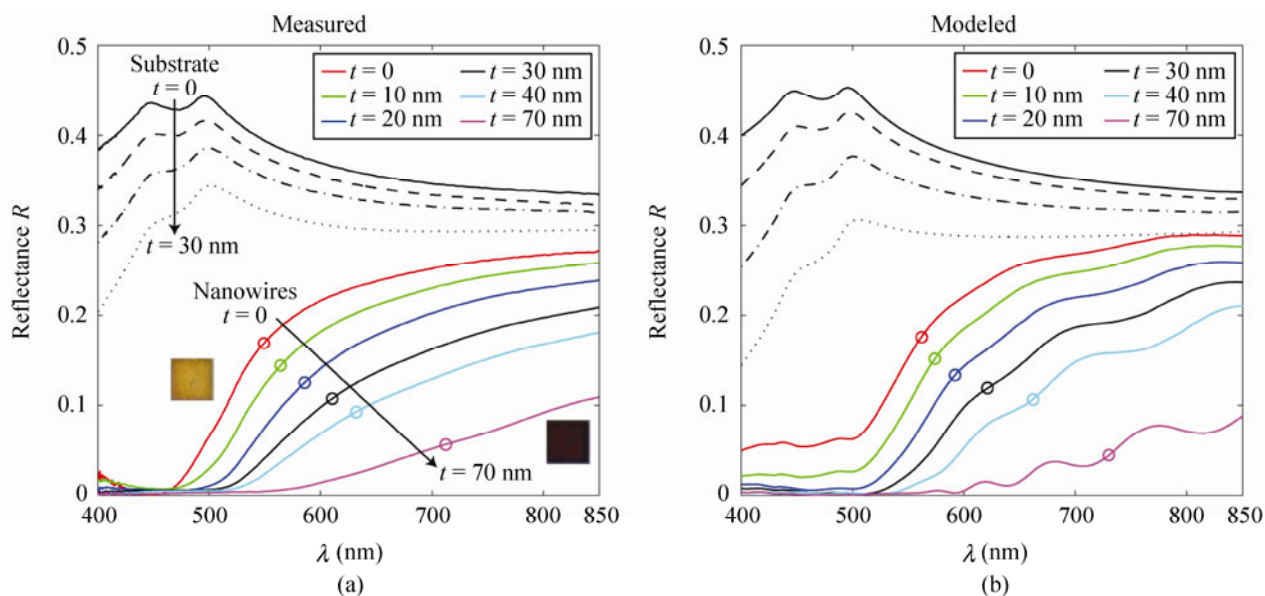 Measured
0.5
0.4
0.3
0.2
0.1
0
Reflectance R
Substrate
t = 0
t = 30 nm
Nanowires
t = 0
t = 70 nm
t = 0
t = 10 nm
t = 20 nm
t = 30 nm
t = 40 nm
t = 70 nm
400
500
600
700
800
850
λ (nm)
(a)
Modeled
0.5
0.4
0.3
0.2
0.1
0
Reflectance R
t = 0
t = 10 nm
t = 20 nm
t = 30 nm
t = 40 nm
t = 70 nm
400
500
600
700
800
850
λ (nm)
(b)